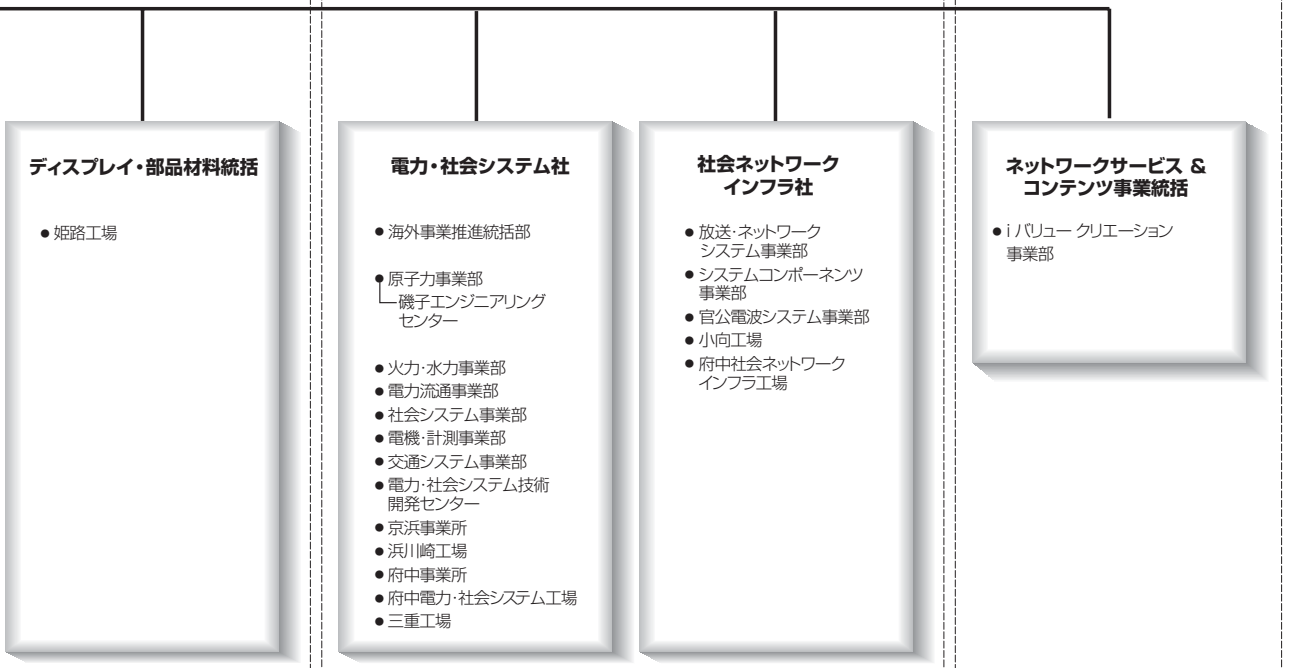 ディスプレイ・部品材料統括
● 姫路工場
電力・社会システム社
● 海外事業推進統括部
● 原子力事業部
磯子エンジニアリング
センター
● 火力・水力事業部
● 電力流通事業部
● 社会システム事業部
● 電機・計測事業部
● 交通システム事業部
● 電力・社会システム技術
開発センター
● 京浜事業所
● 浜川崎工場
● 府中事業所
● 府中電力・社会システム工場
● 三重工場
社会ネットワーク
インフラ社
● 放送・ネットワーク
システム事業部
● システムコンポーネンツ
事業部
● 官公電波システム事業部
● 小向工場
● 府中社会ネットワーク
インフラ工場
ネットワークサービス &
コンテンツ事業統括
● i バリュー クリエーション
事業部